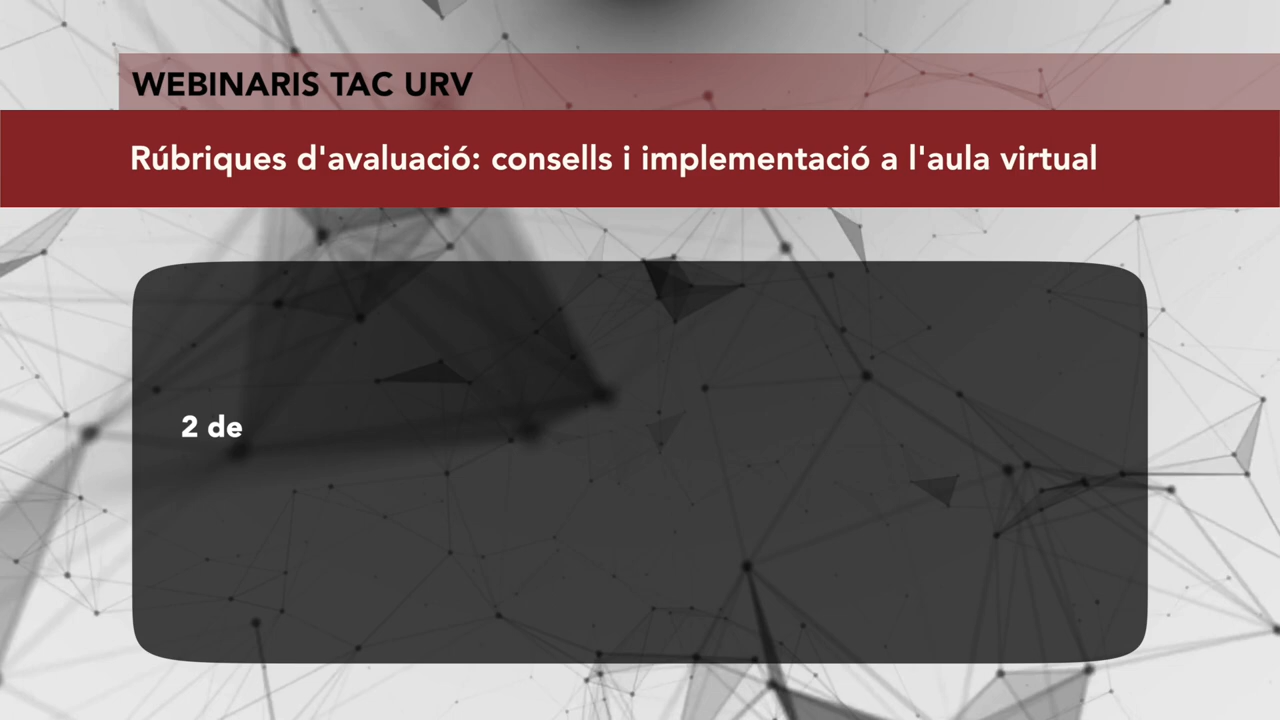 WEBINARIS TAC URV
Rúbriques d'avaluació: consells i implementació a l'aula virtual
2 de